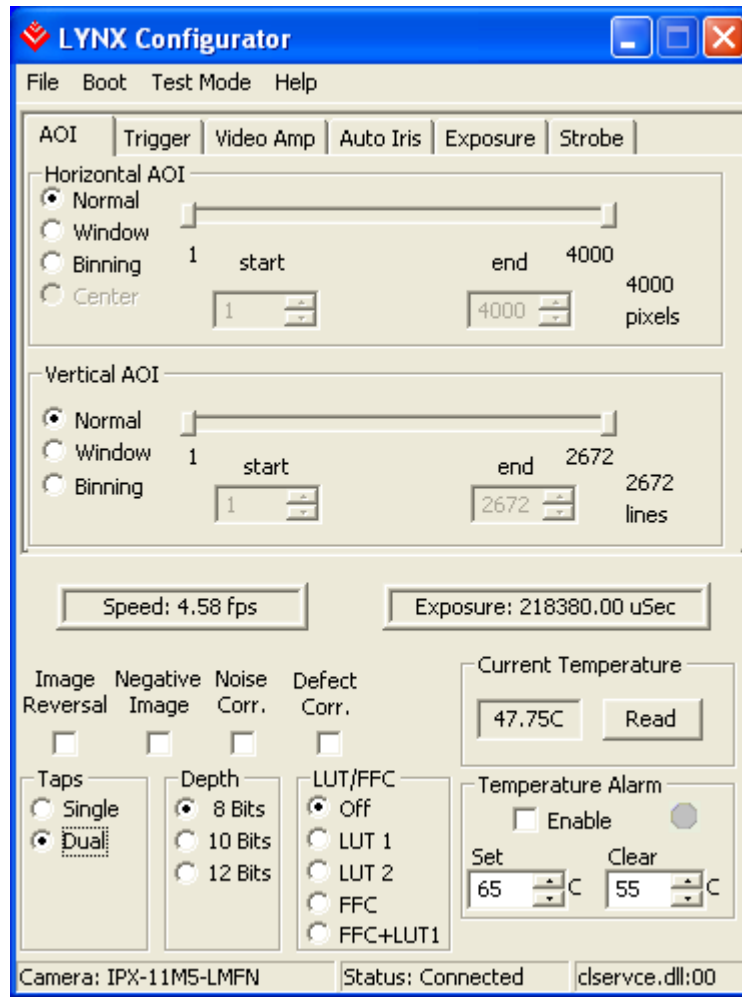 LYNX Configurator
File Boot Test Mode Help
AOI Trigger Video Amp Auto Iris Exposure Strobe
Horizontal AOI
Normal
Window
Binning
Center
1 start end 4000
1 4000
4000
pixels
Vertical AOI
Normal
Window
Binning
1 start end 2672
1 2672
2672
lines
Speed: 4.58 fps Exposure: 218380.00 uSec
Image Reversal
Negative Image
Noise Corr.
Defect Corr.
Current Temperature
47.75C Read
Taps
Single
Dual
Depth
8 Bits
10 Bits
12 Bits
LUT/FFC
Off
LUT 1
LUT 2
FFC
FFC+LUT1
Temperature Alarm
Enable
Set Clear
65 C 55 C
Camera: IPX-11M5-LMFN Status: Connected clservce.dll:00